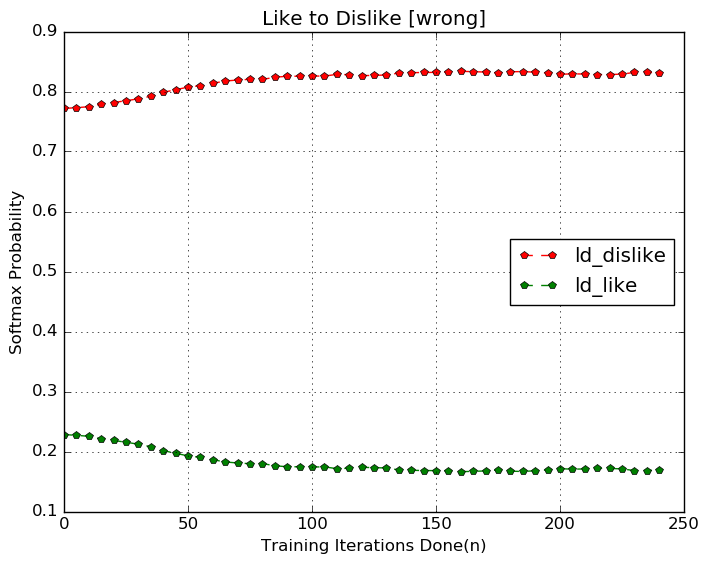 Like to Dislike [wrong]
0.9
0.8
0.7
0.6
0.5
0.4
0.3
0.2
0.1
Softmax Probability
ld_dislike
ld_like
0 50 100 150 200 250
Training Iterations Done(n)